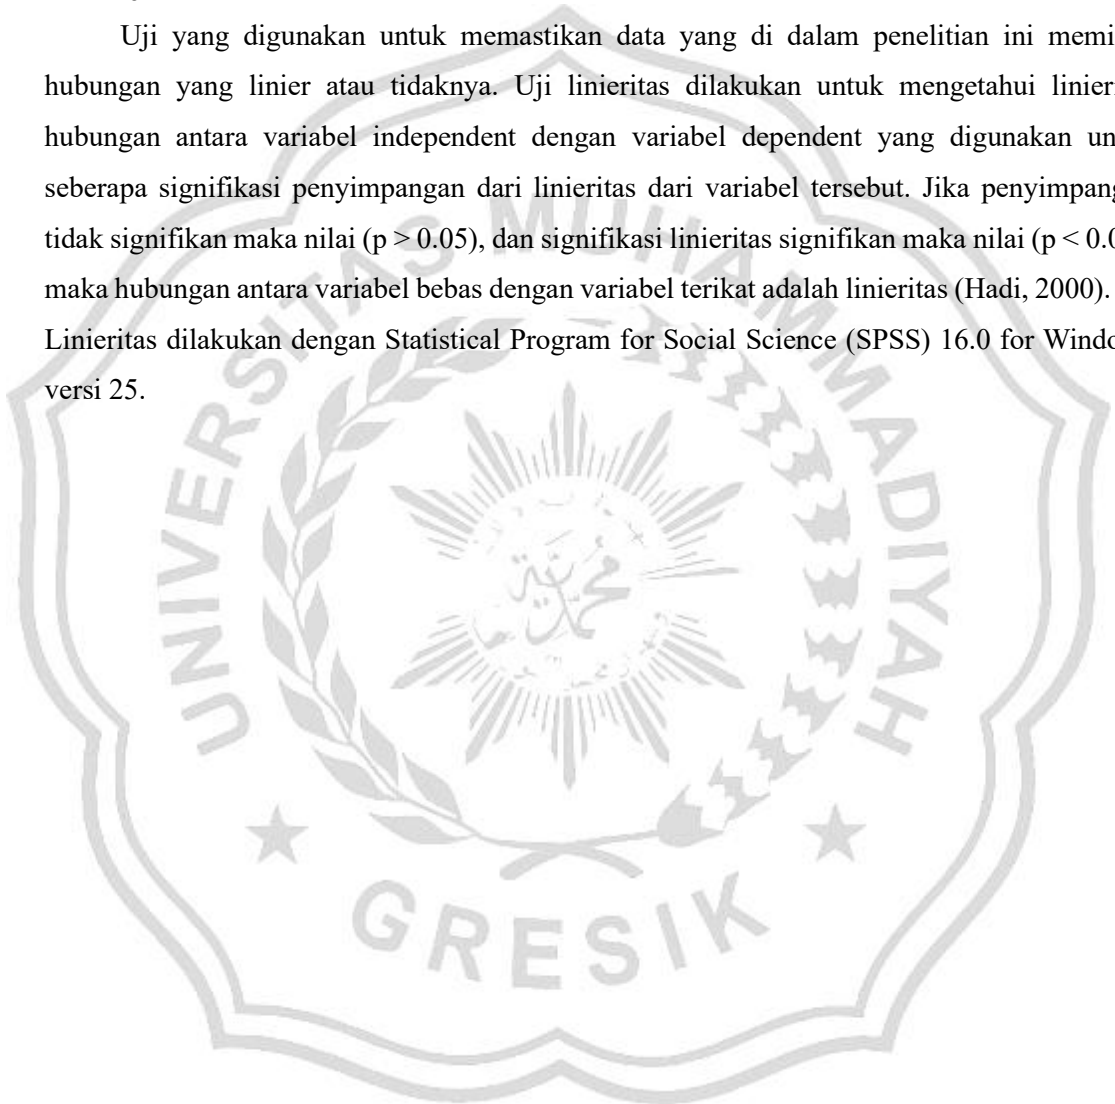 Uji yang digunakan untuk memastikan data yang di dalam penelitian ini memi
hubungan yang linier atau tidaknya. Uji linieritas dilakukan untuk mengetahui linieri
hubungan antara variabel independent dengan variabel dependent yang digunakan un
seberapa signifikasi penyimpangan dari linieritas dari variabel tersebut. Jika penyimpang
tidak signifikan maka nilai (p > 0.05), dan signifikasi linieritas signifikan maka nilai (p < 0.0
maka hubungan antara variabel bebas dengan variabel terikat adalah linieritas (Hadi, 2000).
Linieritas dilakukan dengan Statistical Program for Social Science (SPSS) 16.0 for Windo
versi 25.
UNIVERSITAS MUHAMMADIYAH
محمدية
GRESIK